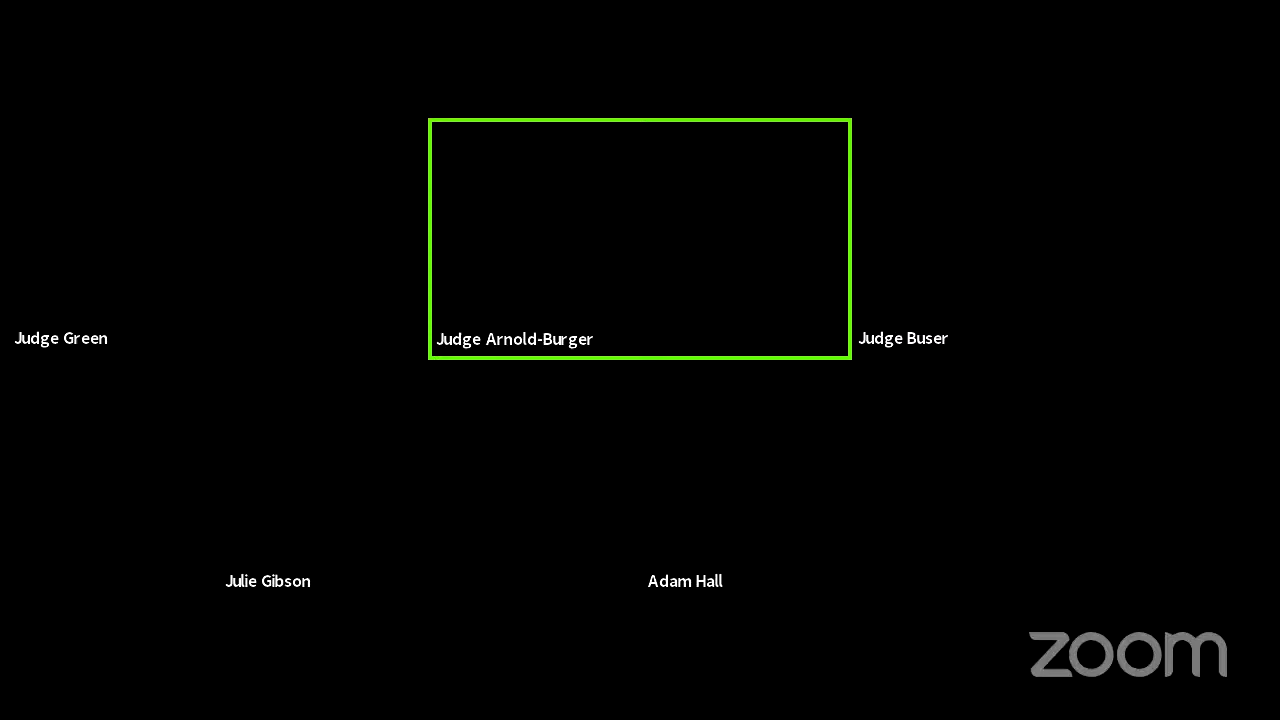 Judge Green
Judge Arnold-Burger
Judge Buser
Julie Gibson
Adam Hall
zoom